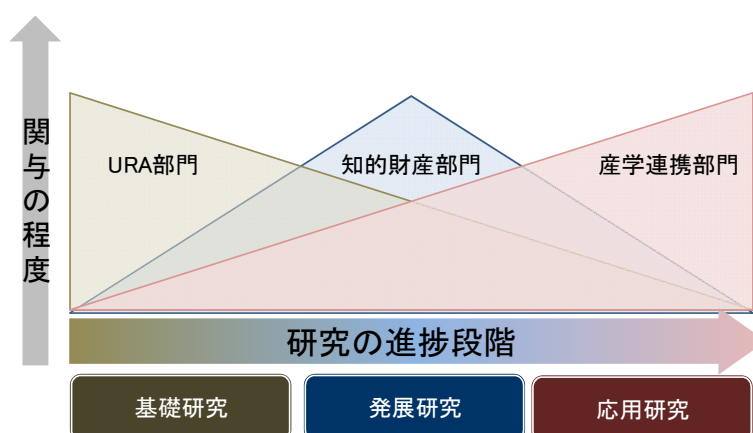 関与の程度
URA部門
知的財産部門
産学連携部門
研究の進捗段階
基礎研究
発展研究
応用研究